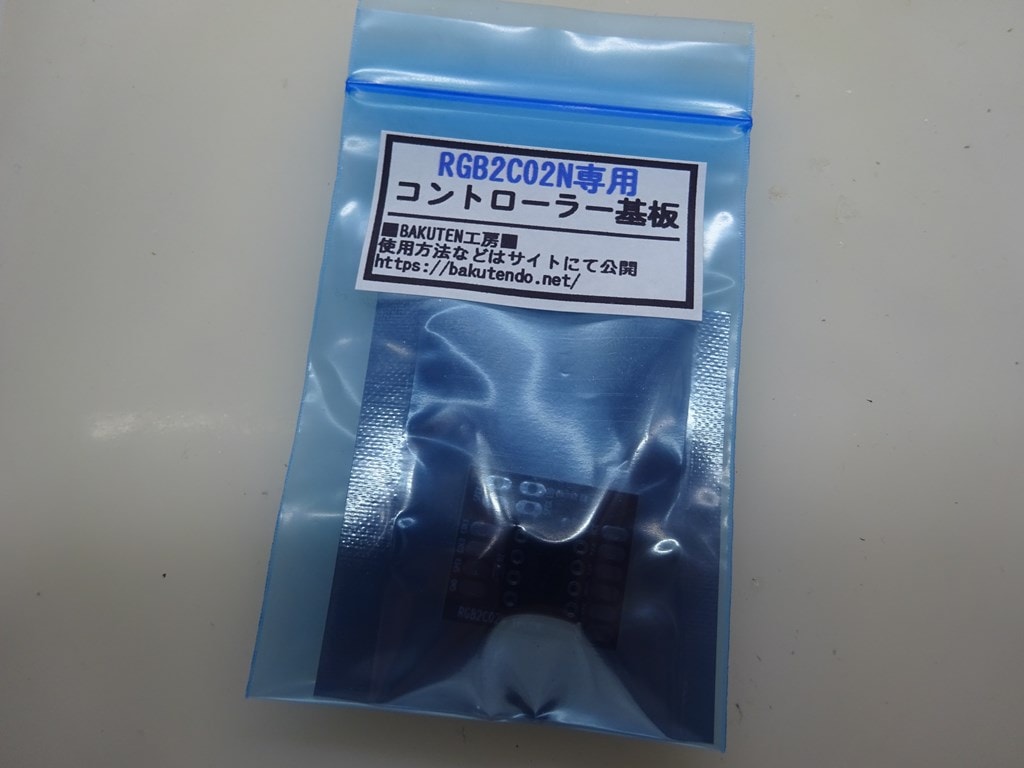 RGB2C02N専用
コントローラー基板
■BAKUTEN工房■
使用方法などはサイトにて公開
https://bakutendo.net/
RGB2C02